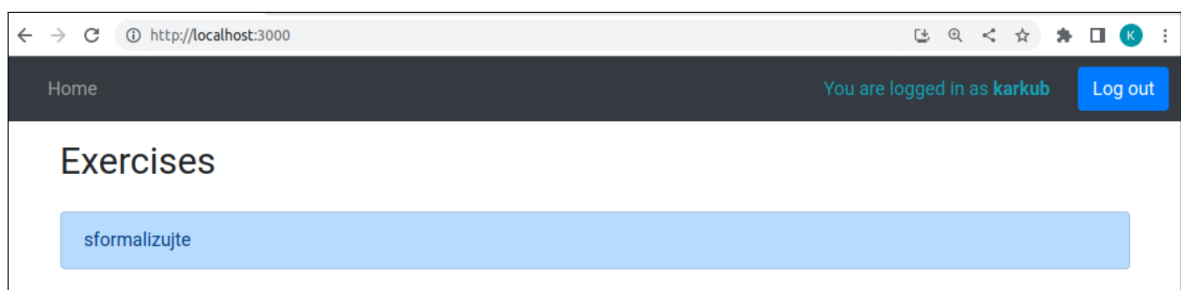 http://localhost:3000
K
Home
You are logged in as karkub
Log out
Exercises
sformalizujte